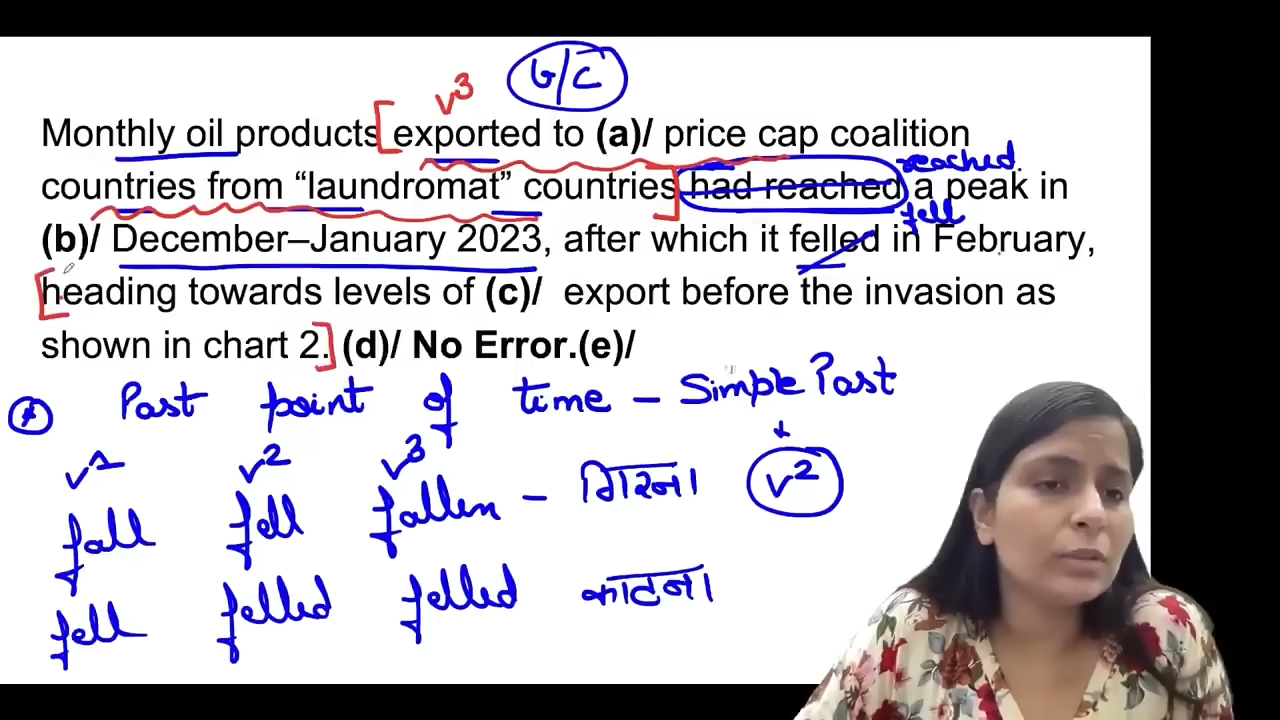 b/c
v3
Monthly oil products [exported to (a)/ price cap coalition
reached
countries from “laundromat” countries] had reached a peak in
fell
(b)/ December–January 2023, after which it felled in February,
[heading towards levels of (c)/ export before the invasion as
shown in chart 2.] (d)/ No Error.(e)/
* Past point of time – Simple Past
v1 v2 v3 v2
fall fell fallen – गिरना
fell felled felled काटना